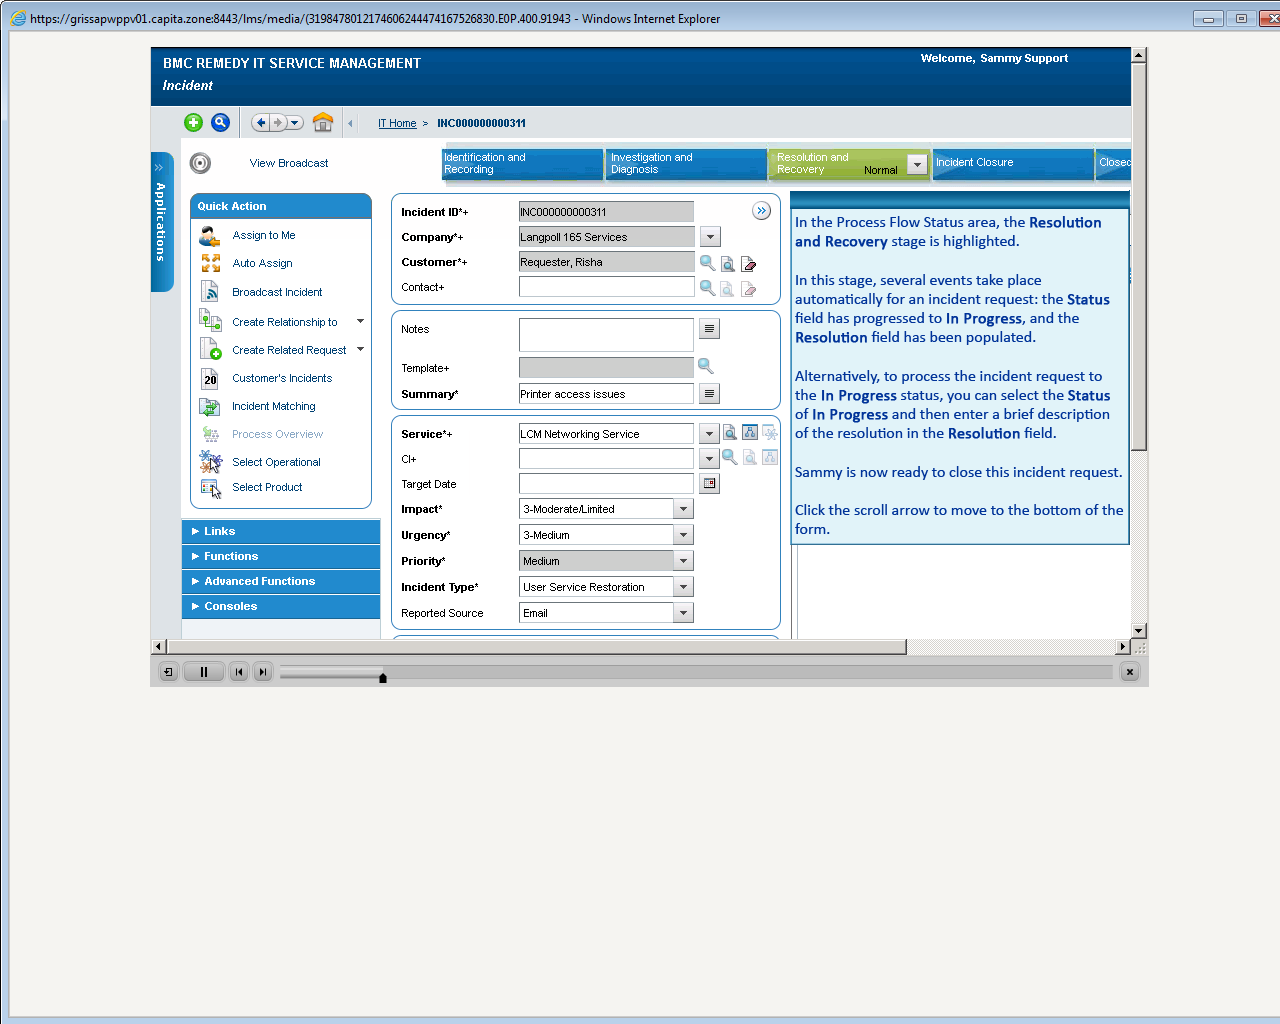 https://grissapwppv01.capita.zone:8443/lms/media/(3198478012174606244474167526830.E0P.400.91943 - Windows Internet Explorer
BMC REMEDY IT SERVICE MANAGEMENT
Welcome, Sammy Support
Incident
IT Home > INC000000000311
Applications
View Broadcast
Identification and Recording
Investigation and Diagnosis
Resolution and Recovery
Normal
Incident Closure
Closed
Quick Action
Assign to Me
Auto Assign
Broadcast Incident
Create Relationship to
Create Related Request
20
Customer's Incidents
Incident Matching
Process Overview
Select Operational
Select Product
Links
Functions
Advanced Functions
Consoles
Incident ID*+ INC000000000311
Company*+ Langpoll 165 Services
Customer*+ Requester, Risha
Contact+
Notes
Template+
Summary* Printer access issues
Service*+ LCM Networking Service
CI+
Target Date
Impact* 3-Moderate/Limited
Urgency* 3-Medium
Priority* Medium
Incident Type* User Service Restoration
Reported Source Email
In the Process Flow Status area, the Resolution
and Recovery stage is highlighted.
In this stage, several events take place
automatically for an incident request: the Status
field has progressed to In Progress, and the
Resolution field has been populated.
Alternatively, to process the incident request to
the In Progress status, you can select the Status
of In Progress and then enter a brief description
of the resolution in the Resolution field.
Sammy is now ready to close this incident request.
Click the scroll arrow to move to the bottom of the
form.